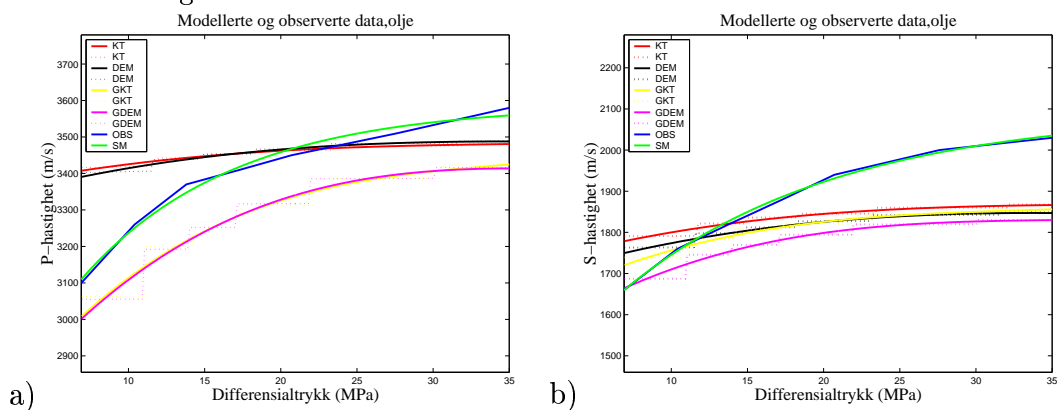 Modellerte og observerte data,olje
KT
KT
DEM
DEM
GKT
GKT
GDEM
GDEM
OBS
SM
3700
3600
3500
3400
3300
3200
3100
3000
2900
P−hastighet (m/s)
10 15 20 25 30 35
Differensialtrykk (MPa)
a)
Modellerte og observerte data,olje
KT
KT
DEM
DEM
GKT
GKT
GDEM
GDEM
OBS
SM
2200
2100
2000
1900
1800
1700
1600
1500
S−hastighet (m/s)
10 15 20 25 30 35
Differensialtrykk (MPa)
b)